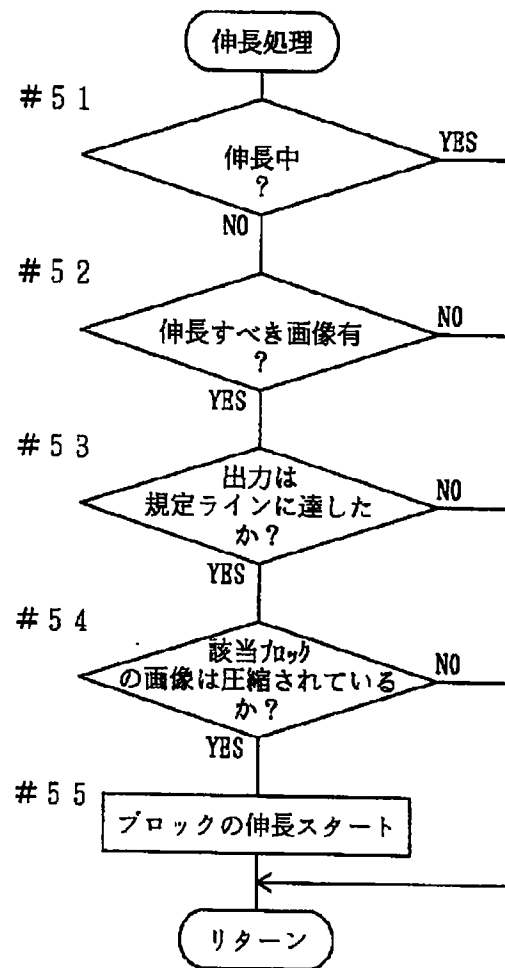 伸長処理
#51
伸長中
?
YES
NO
#52
伸長すべき画像有
?
NO
YES
#53
出力は
規定ラインに達した
か?
NO
YES
#54
該当ブロック
の画像は圧縮されている
か?
NO
YES
#55
ブロックの伸長スタート
リターン